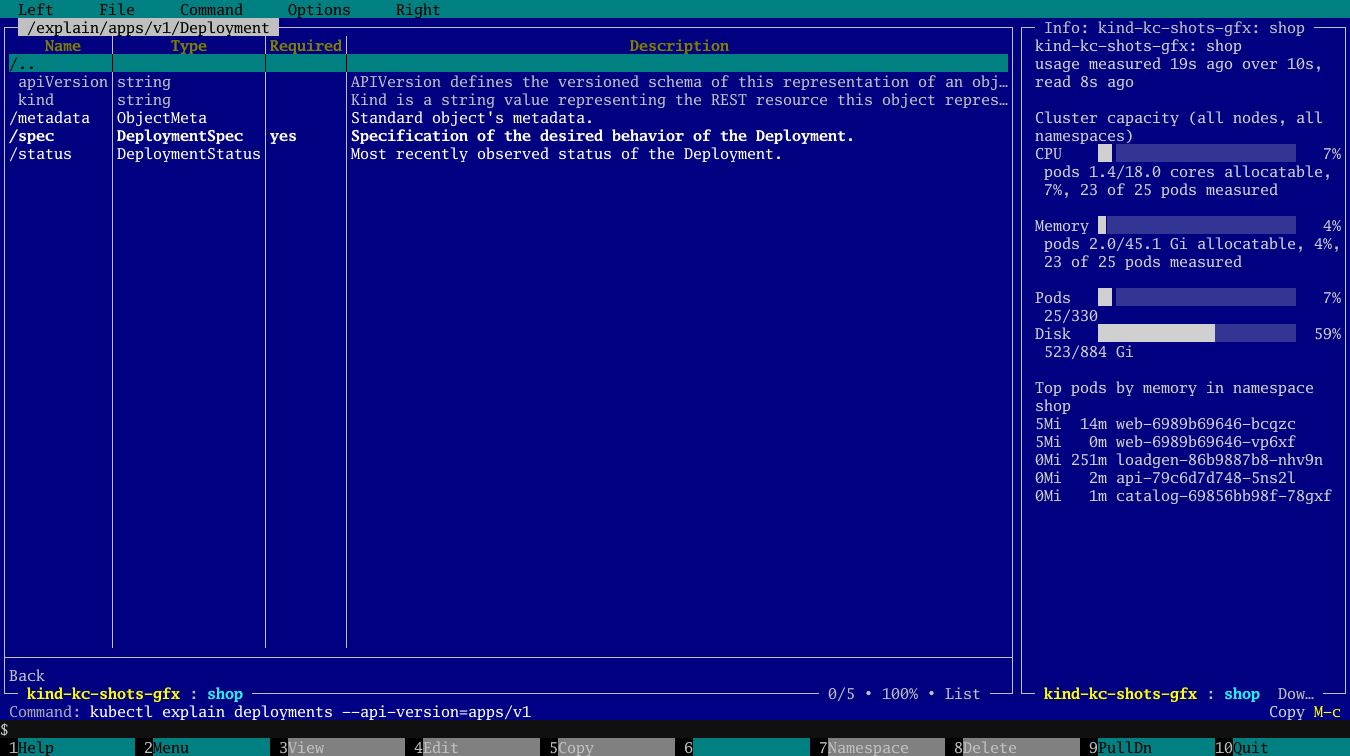 Left File Command Options Right
/explain/apps/v1/Deployment
Name Type Required Description
/..
apiVersion string APIVersion defines the versioned schema of this representation of an obj…
kind string Kind is a string value representing the REST resource this object repres…
/metadata ObjectMeta Standard object's metadata.
/spec DeploymentSpec yes Specification of the desired behavior of the Deployment.
/status DeploymentStatus Most recently observed status of the Deployment.
Back
kind-kc-shots-gfx : shop 0/5 • 100% • List
Info: kind-kc-shots-gfx: shop
kind-kc-shots-gfx: shop
usage measured 19s ago over 10s,
read 8s ago
Cluster capacity (all nodes, all
namespaces)
CPU 7%
pods 1.4/18.0 cores allocatable,
7%, 23 of 25 pods measured
Memory 4%
pods 2.0/45.1 Gi allocatable, 4%,
23 of 25 pods measured
Pods 7%
25/330
Disk 59%
523/884 Gi
Top pods by memory in namespace
shop
5Mi 14m web-6989b69646-bcqzc
5Mi 0m web-6989b69646-vp6xf
0Mi 251m loadgen-86b9887b8-nhv9n
0Mi 2m api-79c6d7d748-5ns2l
0Mi 1m catalog-69856bb98f-78gxf
kind-kc-shots-gfx : shop Dow…
Command: kubectl explain deployments --api-version=apps/v1 Copy M-c
$
1Help 2Menu 3View 4Edit 5Copy 6 7Namespace 8Delete 9PullDn 10Quit